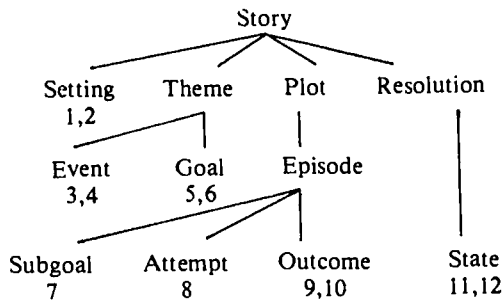 Story
Setting Theme Plot Resolution
1,2
Event Goal Episode
3,4 5,6
Subgoal Attempt Outcome State
7 8 9,10 11,12